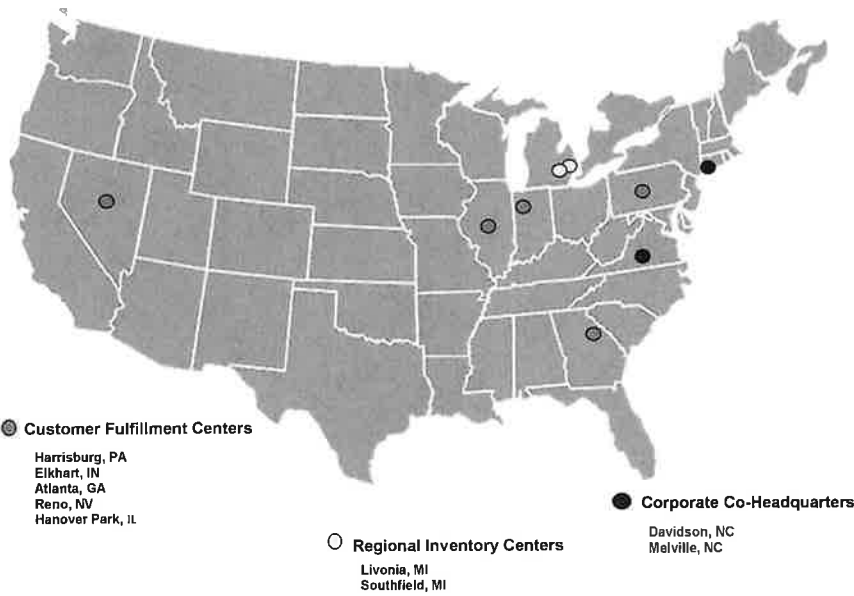 Customer Fulfillment Centers
Harrisburg, PA
Elkhart, IN
Atlanta, GA
Reno, NV
Hanover Park, IL
Regional Inventory Centers
Livonia, MI
Southfield, MI
Corporate Co-Headquarters
Davidson, NC
Melville, NC